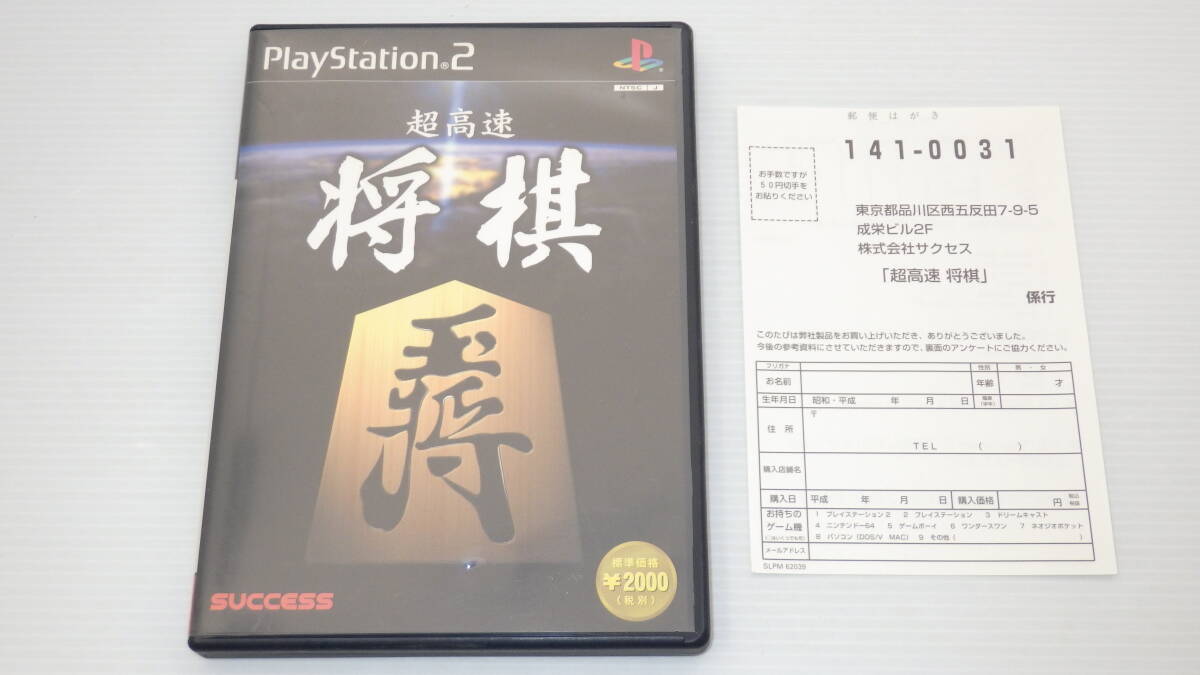 PlayStation®2
NTSC J
超高速
将棋
王将
標準価格
¥2000
(税別)
SUCCESS
郵便はがき
141-0031
お手数ですが
50円切手を
お貼りください
東京都品川区西五反田7-9-5
成栄ビル2F
株式会社サクセス
「超高速 将棋」
係行
このたびは弊社製品をお買い上げいただき、ありがとうございました。
今後の参考資料にさせていただきますので、裏面のアンケートにご協力ください。
フリガナ 性別 男・女
お名前 年齢 才
生年月日 昭和・平成 年 月 日
〒
住所
TEL ( )
購入店舗名
購入日 平成 年 月 日 購入価格 円 税込 税抜
お持ちの
ゲーム機
1 プレイステーション2 2 プレイステーション 3 ドリームキャスト
4 ニンテンドー64 5 ゲームボーイ 6 ワンダースワン 7 ネオジオポケット
8 パソコン(DOS/V MAC) 9 その他( )
メールアドレス
SLPM 62039